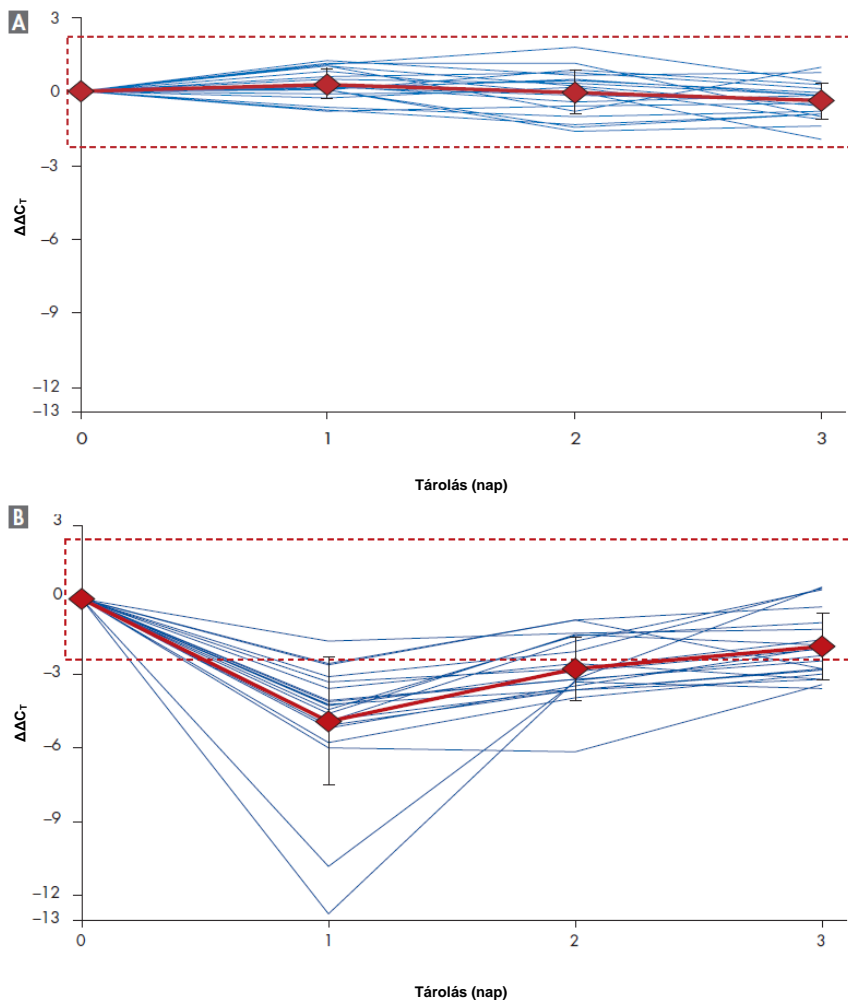 A
3
0
–3
–6
–9
–12
–13
ΔΔCT
0 1 2 3
Tárolás (nap)
B
3
0
–3
–6
–9
–12
–13
ΔΔCT
0 1 2 3
Tárolás (nap)